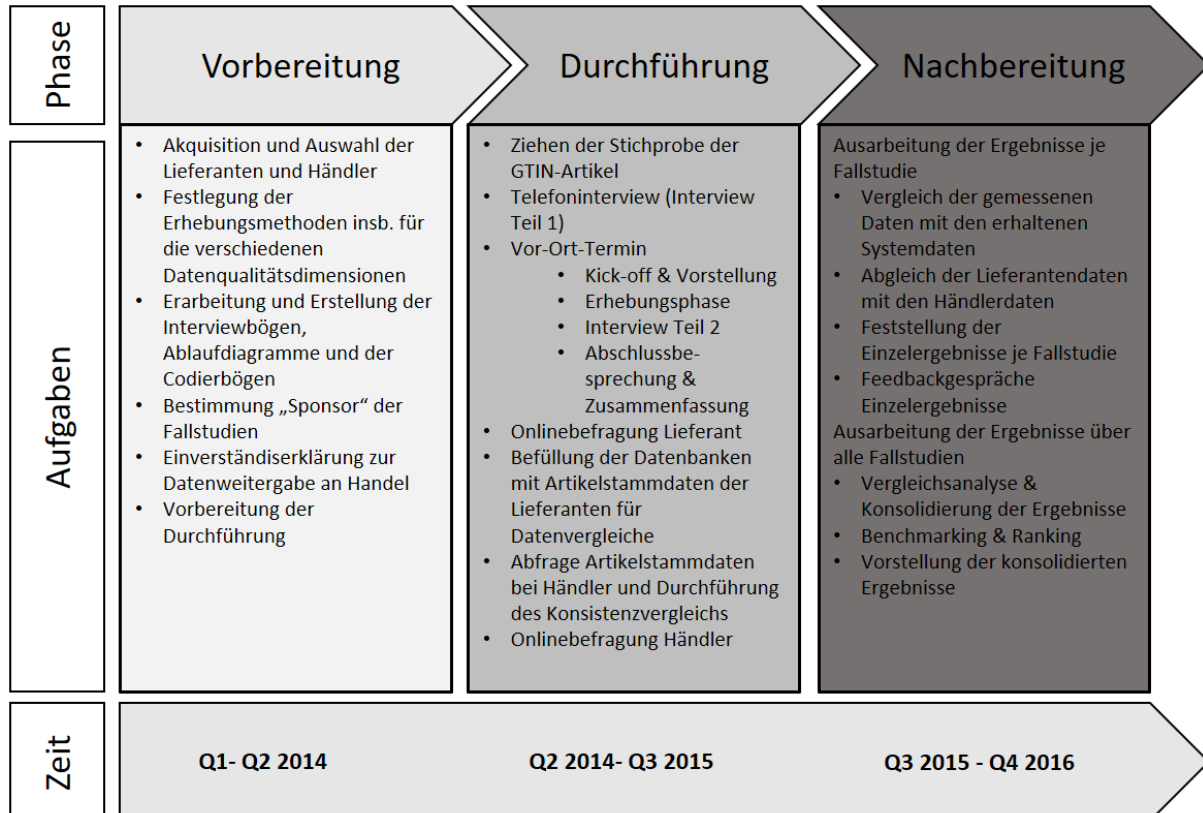 Phase
Vorbereitung
Durchführung
Nachbereitung
Aufgaben
• Akquisition und Auswahl der
Lieferanten und Händler
• Festlegung der
Erhebungsmethoden insb. für
die verschiedenen
Datenqualitätsdimensionen
• Erarbeitung und Erstellung der
Interviewbögen,
Ablaufdiagramme und der
Codierbögen
• Bestimmung „Sponsor“ der
Fallstudien
• Einverständiserklärung zur
Datenweitergabe an Handel
• Vorbereitung der
Durchführung
• Ziehen der Stichprobe der
GTIN-Artikel
• Telefoninterview (Interview
Teil 1)
• Vor-Ort-Termin
• Kick-off & Vorstellung
• Erhebungsphase
• Interview Teil 2
• Abschlussbe-
sprechung &
Zusammenfassung
• Onlinebefragung Lieferant
• Befüllung der Datenbanken
mit Artikelstammdaten der
Lieferanten für
Datenvergleiche
• Abfrage Artikelstammdaten
bei Händler und Durchführung
des Konsistenzvergleichs
• Onlinebefragung Händler
Ausarbeitung der Ergebnisse je
Fallstudie
• Vergleich der gemessenen
Daten mit den erhaltenen
Systemdaten
• Abgleich der Lieferantendaten
mit den Händlerdaten
• Feststellung der
Einzelergebnisse je Fallstudie
• Feedbackgespräche
Einzelergebnisse
Ausarbeitung der Ergebnisse über
alle Fallstudien
• Vergleichsanalyse &
Konsolidierung der Ergebnisse
• Benchmarking & Ranking
• Vorstellung der konsolidierten
Ergebnisse
Zeit
Q1- Q2 2014
Q2 2014- Q3 2015
Q3 2015 - Q4 2016